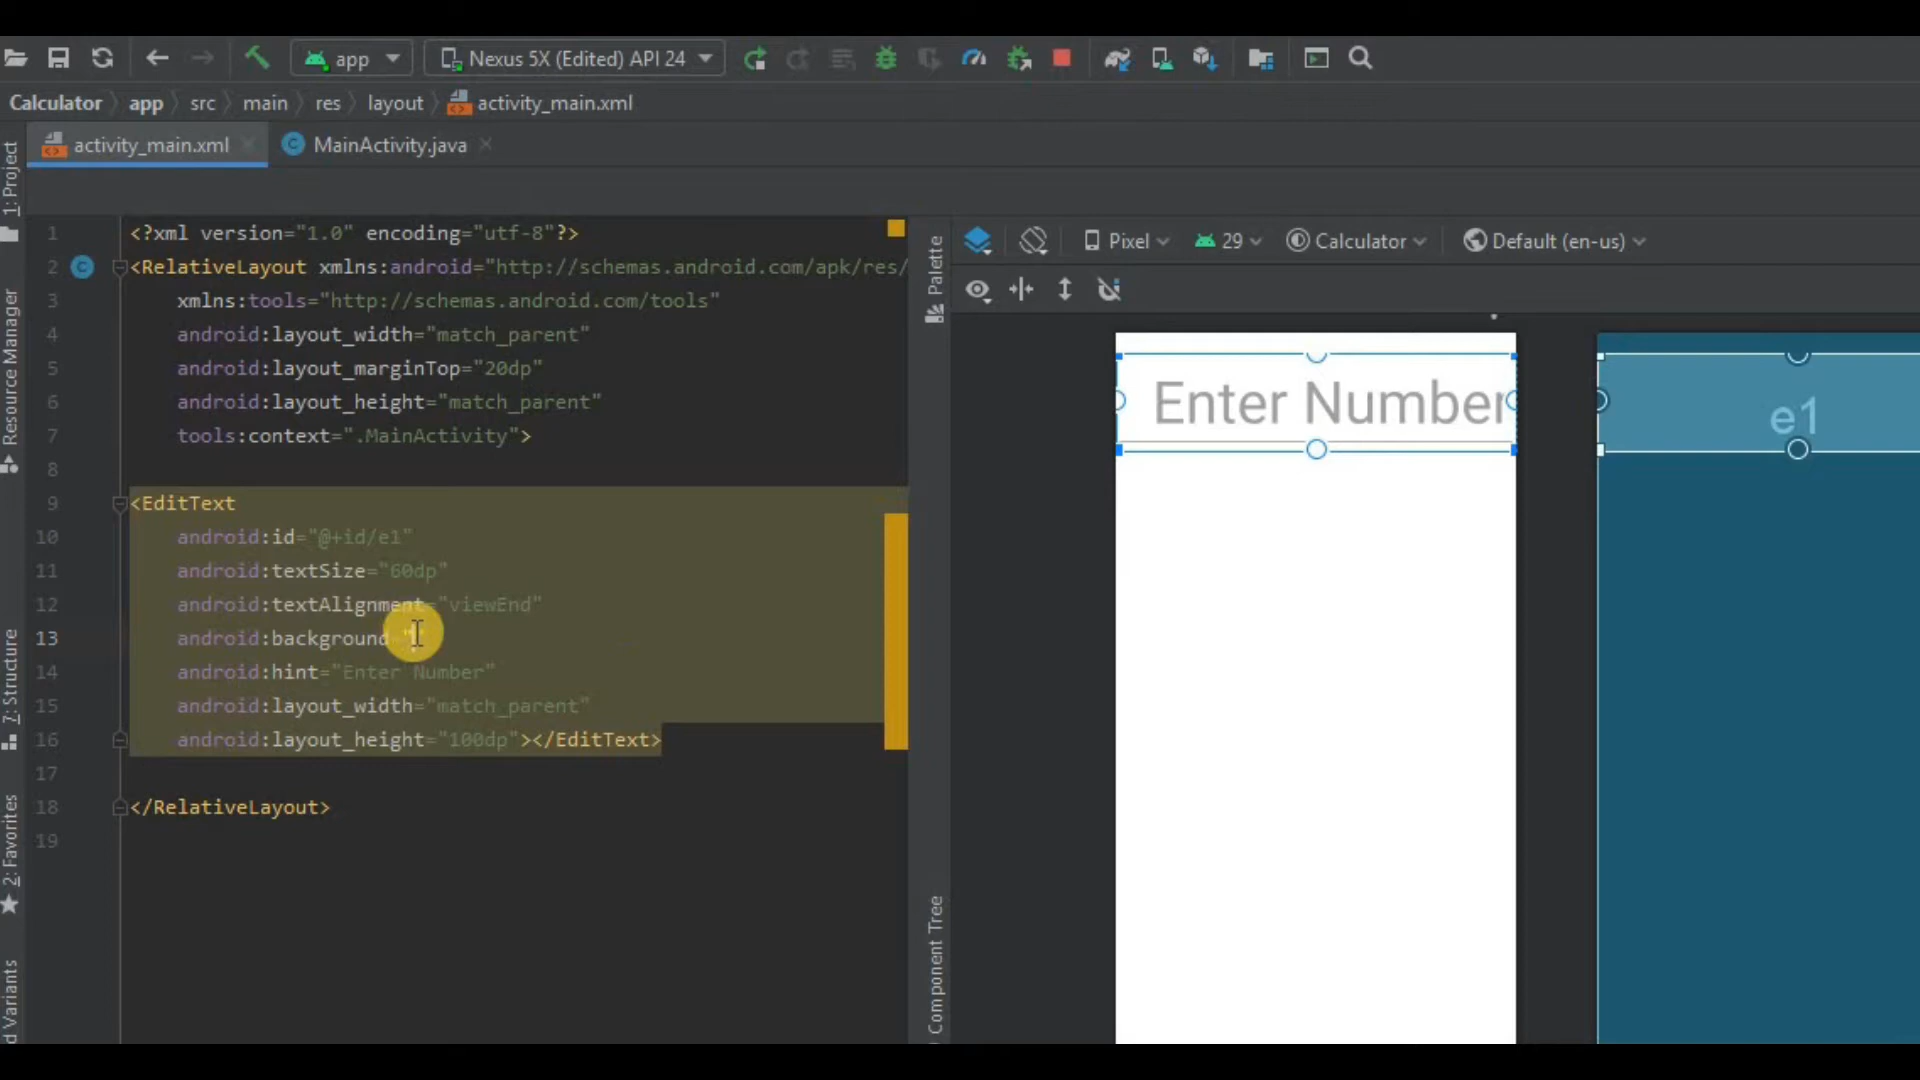 app
Nexus 5X (Edited) API 24
Calculator
app
src
main
res
layout
activity_main.xml
activity_main.xml
MainActivity.java
1: Project
Resource Manager
7: Structure
2: Favorites
d Variants
1 <?xml version="1.0" encoding="utf-8"?>
2 <RelativeLayout xmlns:android="http://schemas.android.com/apk/res/
3 xmlns:tools="http://schemas.android.com/tools"
4 android:layout_width="match_parent"
5 android:layout_marginTop="20dp"
6 android:layout_height="match_parent"
7 tools:context=".MainActivity">
8
9 <EditText
10 android:id="@+id/e1"
11 android:textSize="60dp"
12 android:textAlignment="viewEnd"
13 android:background
14 android:hint="Enter Number"
15 android:layout_width="match_parent"
16 android:layout_height="100dp"></EditText>
17
18 </RelativeLayout>
19
Palette
Component Tree
Pixel
29
Calculator
Default (en-us)
Enter Number
e1